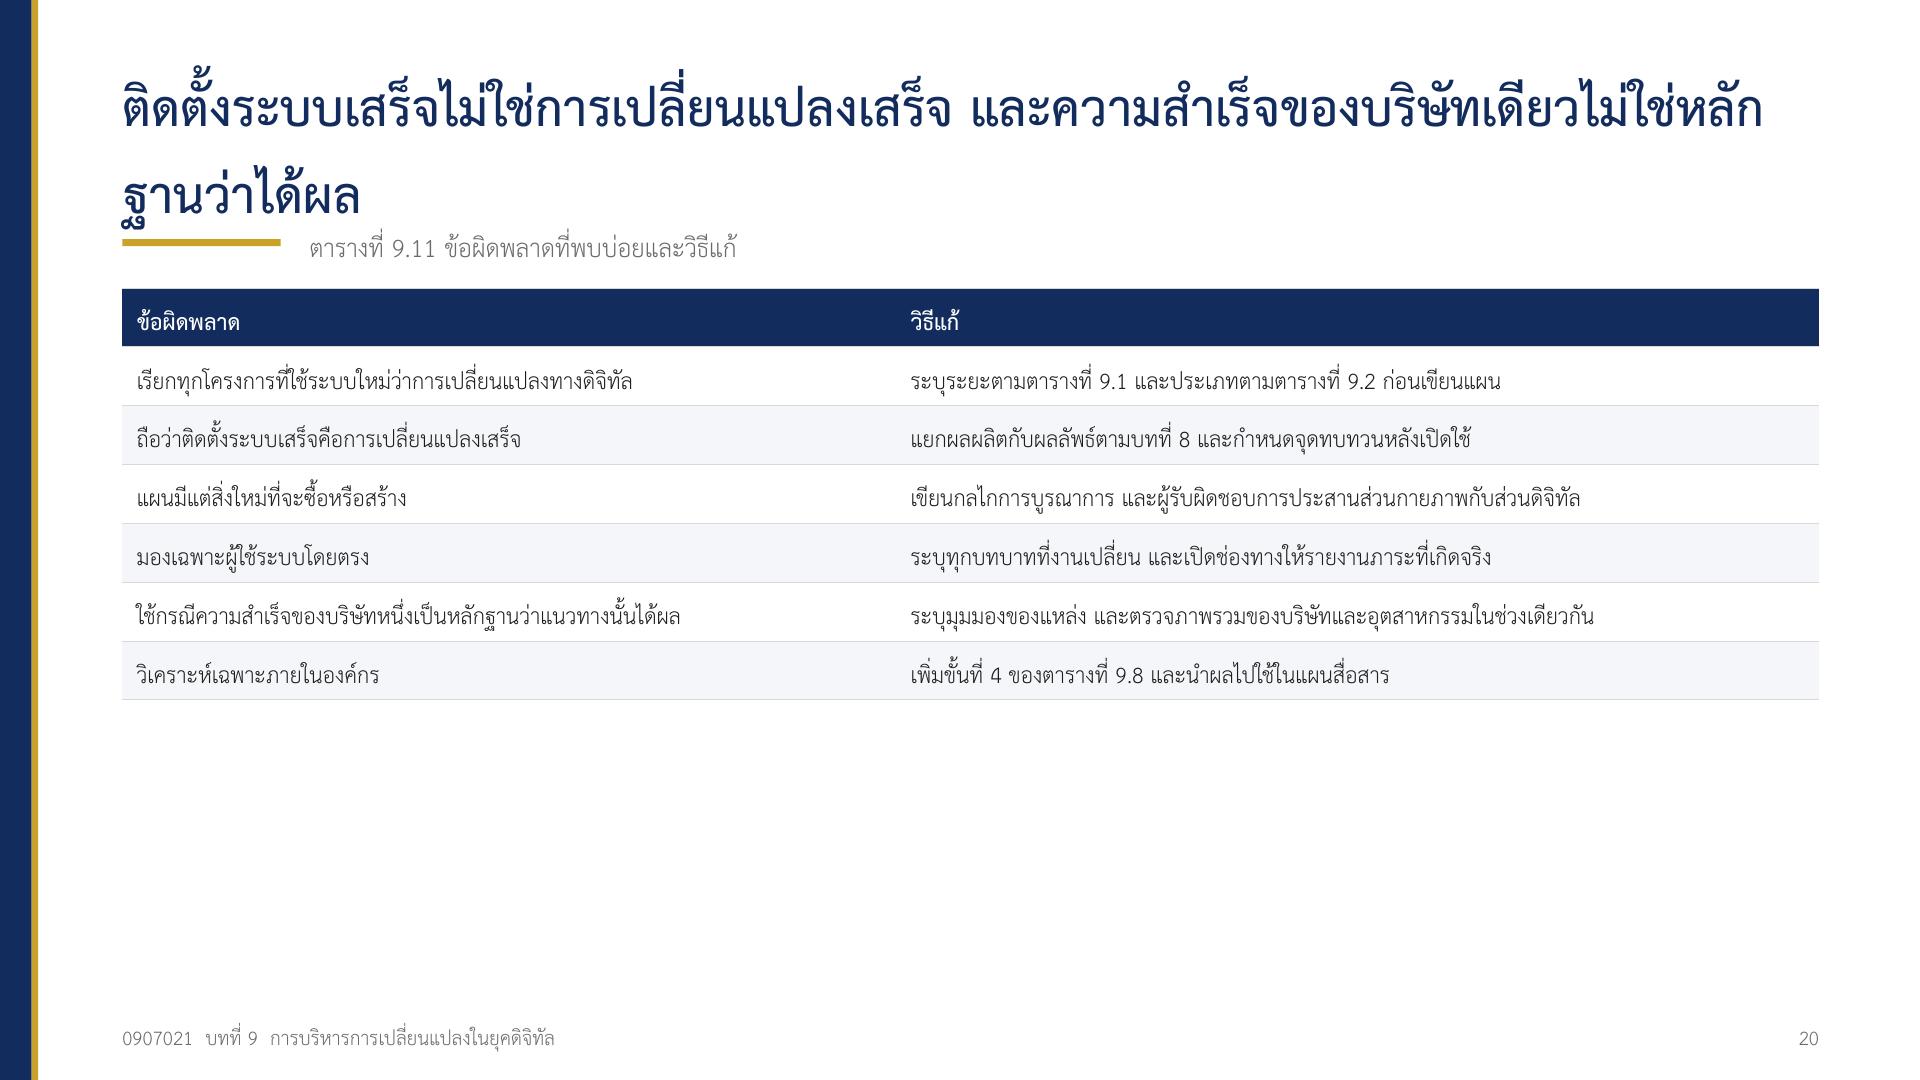 ติดตั้งระบบเสร็จไม่ใช่การเปลี่ยนแปลงเสร็จ และความสำเร็จของบริษัทเดียวไม่ใช่หลัก
ฐานว่าได้ผล
ตารางที่ 9.11 ข้อผิดพลาดที่พบบ่อยและวิธีแก้
ข้อผิดพลาด วิธีแก้
เรียกทุกโครงการที่ใช้ระบบใหม่ว่าการเปลี่ยนแปลงทางดิจิทัล ระบุระยะตามตารางที่ 9.1 และประเภทตามตารางที่ 9.2 ก่อนเขียนแผน
ถือว่าติดตั้งระบบเสร็จคือการเปลี่ยนแปลงเสร็จ แยกผลผลิตกับผลลัพธ์ตามบทที่ 8 และกำหนดจุดทบทวนหลังเปิดใช้
แผนมีแต่สิ่งใหม่ที่จะซื้อหรือสร้าง เขียนกลไกการบูรณาการ และผู้รับผิดชอบการประสานส่วนกายภาพกับส่วนดิจิทัล
มองเฉพาะผู้ใช้ระบบโดยตรง ระบุทุกบทบาทที่งานเปลี่ยน และเปิดช่องทางให้รายงานภาระที่เกิดจริง
ใช้กรณีความสำเร็จของบริษัทหนึ่งเป็นหลักฐานว่าแนวทางนั้นได้ผล ระบุมุมมองของแหล่ง และตรวจภาพรวมของบริษัทและอุตสาหกรรมในช่วงเดียวกัน
วิเคราะห์เฉพาะภายในองค์กร เพิ่มขั้นที่ 4 ของตารางที่ 9.8 และนำผลไปใช้ในแผนสื่อสาร
0907021 บทที่ 9 การบริหารการเปลี่ยนแปลงในยุคดิจิทัล 20